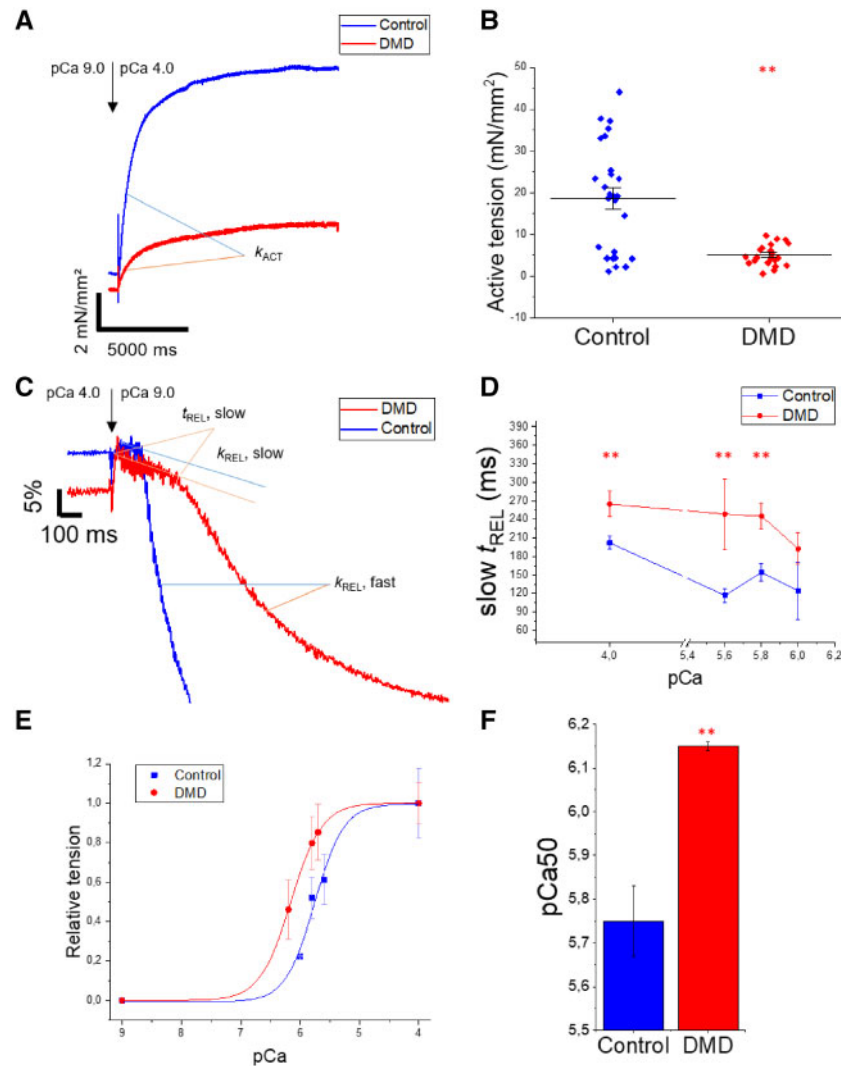 A
Control
DMD
pCa 9.0
pCa 4.0
kACT
2 mN/mm²
5000 ms
B
**
Active tension (mN/mm²)
50
40
30
20
10
0
-10
Control
DMD
C
pCa 4.0
pCa 9.0
DMD
Control
tREL, slow
kREL, slow
5%
100 ms
kREL, fast
D
Control
DMD
** ** **
slow tREL (ms)
390
360
330
300
270
240
210
180
150
120
90
60
4,0 5,4 5,6 5,8 6,0 6,2
pCa
E
Control
DMD
Relative tension
1,2
1,0
0,8
0,6
0,4
0,2
0,0
9 8 7 6 5 4
pCa
F
**
pCa50
6,2
6,1
6,0
5,9
5,8
5,7
5,6
5,5
Control
DMD